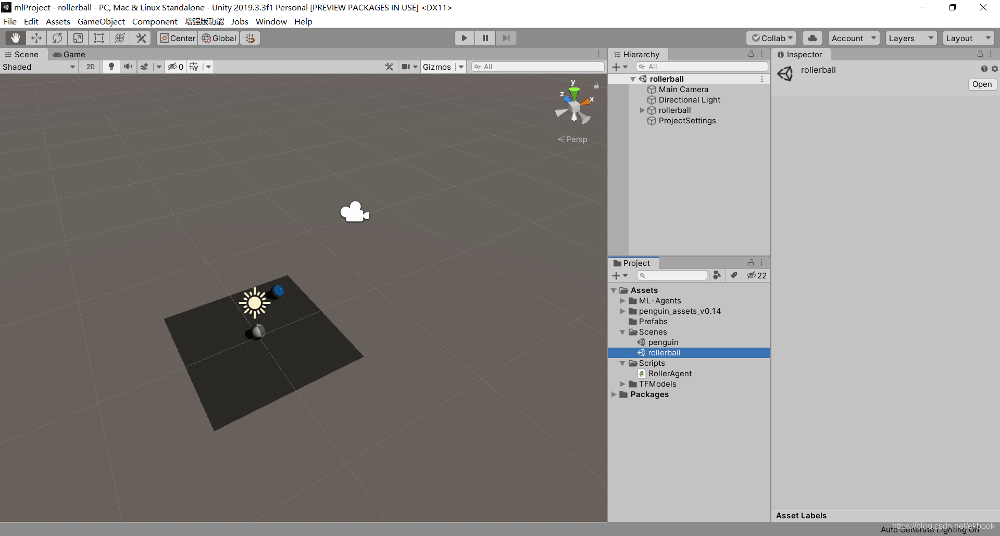 mlProject - rollerball - PC, Mac & Linux Standalone - Unity 2019.3.3f1 Personal [PREVIEW PACKAGES IN USE] <DX11>
File Edit Assets GameObject Component 增强版功能 Jobs Window Help
Center Global Collab Account Layers Layout
Scene Game
Shaded 2D 0 Gizmos All
y
z
x
Persp
Hierarchy
All
rollerball
Main Camera
Directional Light
rollerball
ProjectSettings
Project
22
Assets
ML-Agents
penguin_assets_v0.14
Prefabs
Scenes
penguin
rollerball
Scripts
RollerAgent
TFModels
Packages
Inspector
rollerball
Open
Asset Labels
https://blog.csdn.net/ekbook
Auto Generate Lighting Off